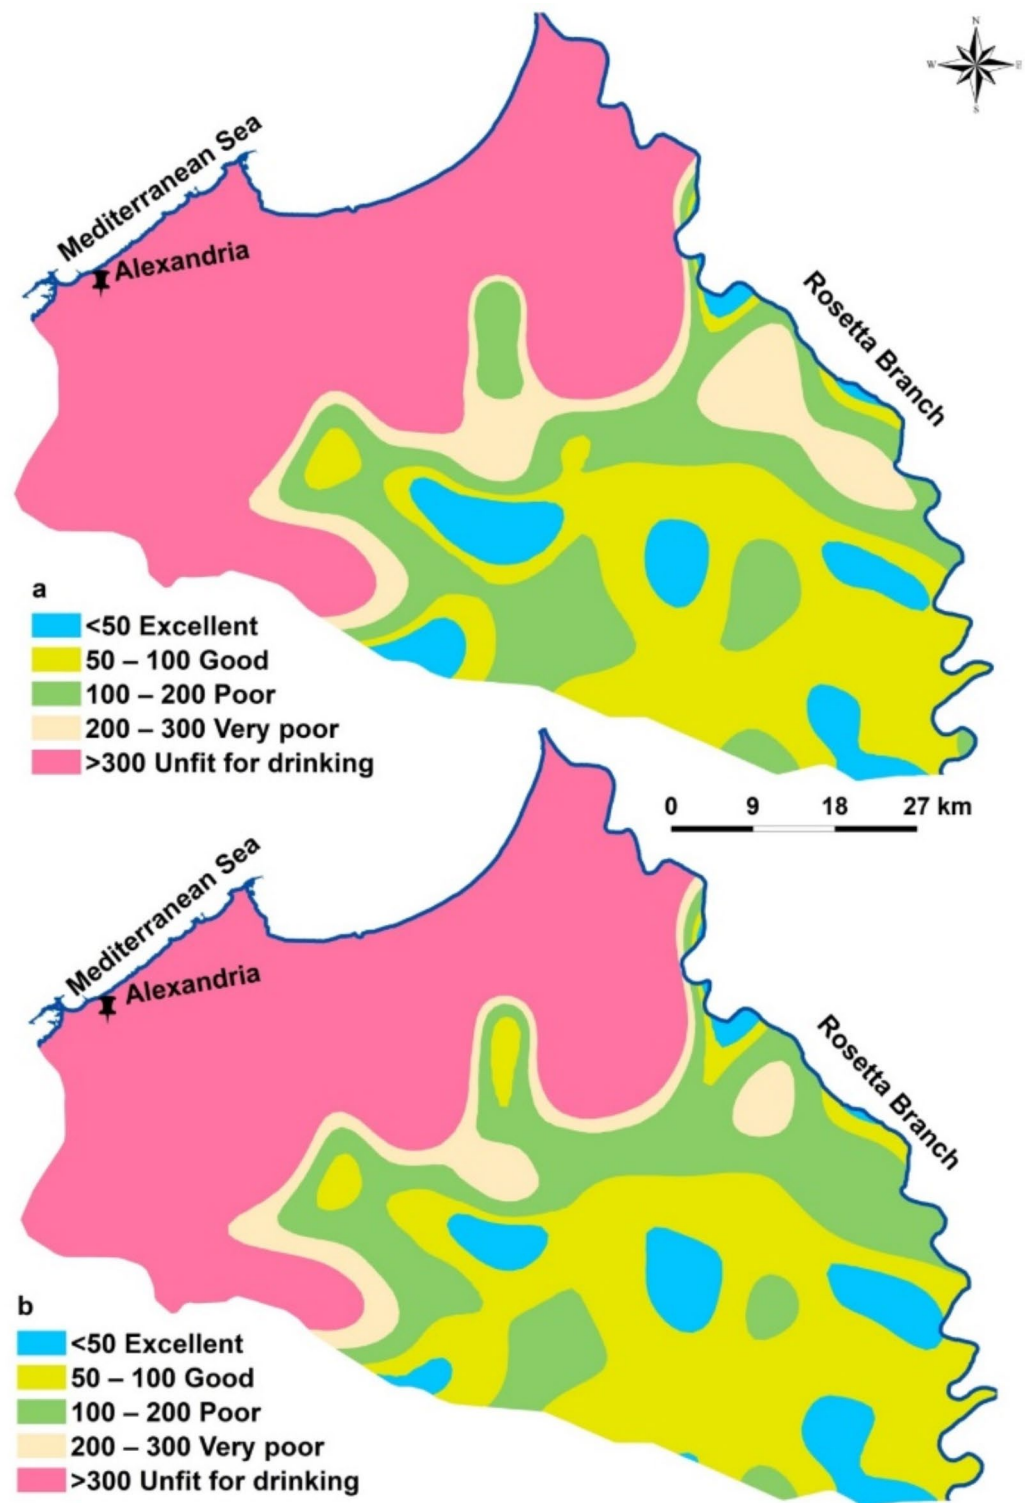 N
W
E
S
Mediterranean Sea
Alexandria
Rosetta Branch
a
<50 Excellent
50 – 100 Good
100 – 200 Poor
200 – 300 Very poor
>300 Unfit for drinking
0 9 18 27 km
Mediterranean Sea
Alexandria
Rosetta Branch
b
<50 Excellent
50 – 100 Good
100 – 200 Poor
200 – 300 Very poor
>300 Unfit for drinking